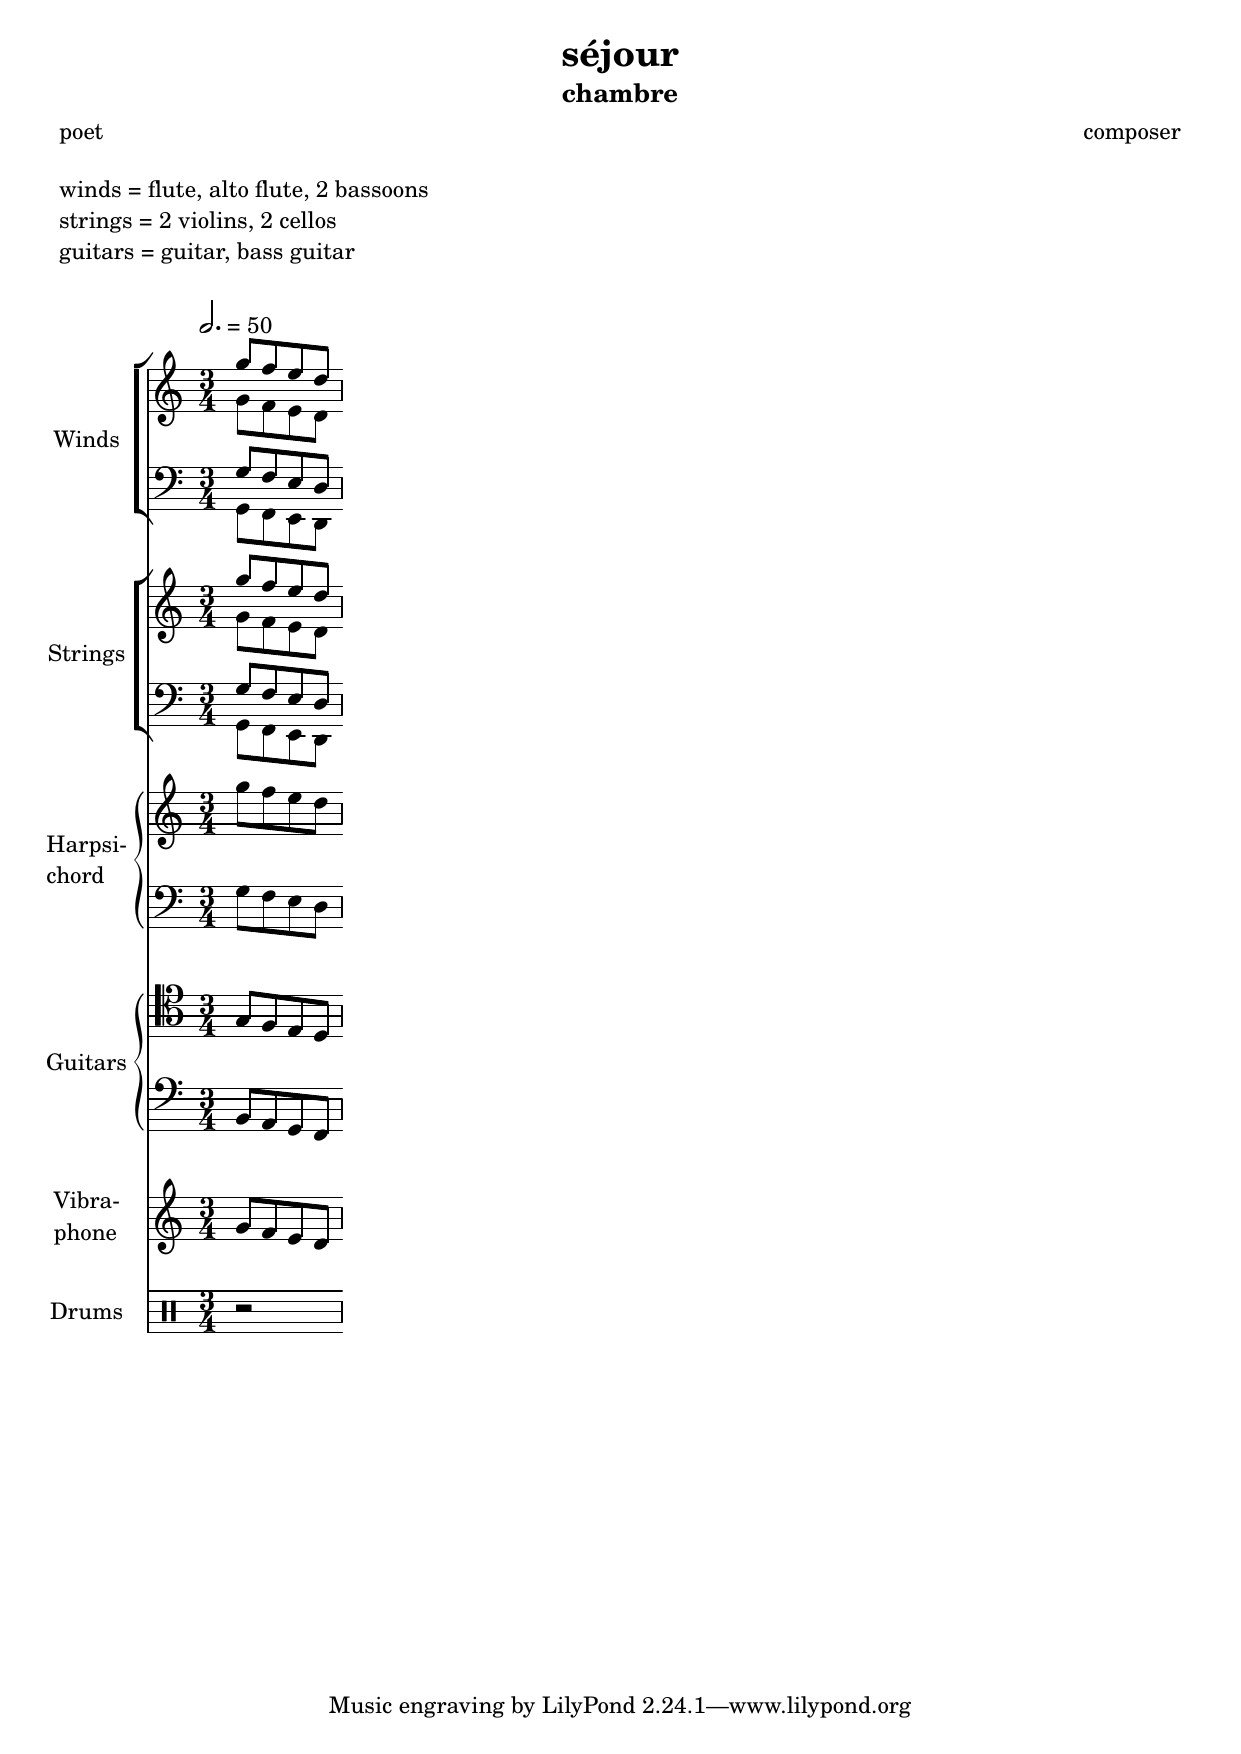 séjour
chambre
poet composer
winds = flute, alto flute, 2 bassoons
strings = 2 violins, 2 cellos
guitars = guitar, bass guitar
= 50
Winds
Strings
Harpsi-
chord
Guitars
Vibra-
phone
Drums
Music engraving by LilyPond 2.24.1—www.lilypond.org